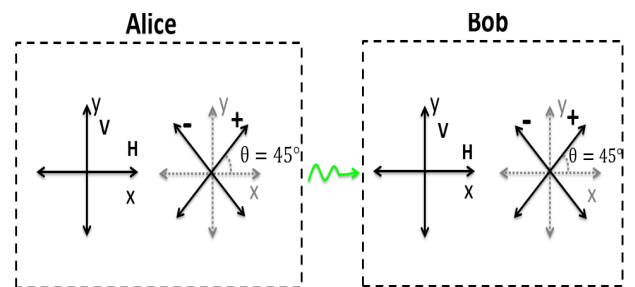 Alice
Bob
y
V
H
x
-
+
y
θ = 45°
x
y
V
H
x
-
+
y
θ = 45°
x